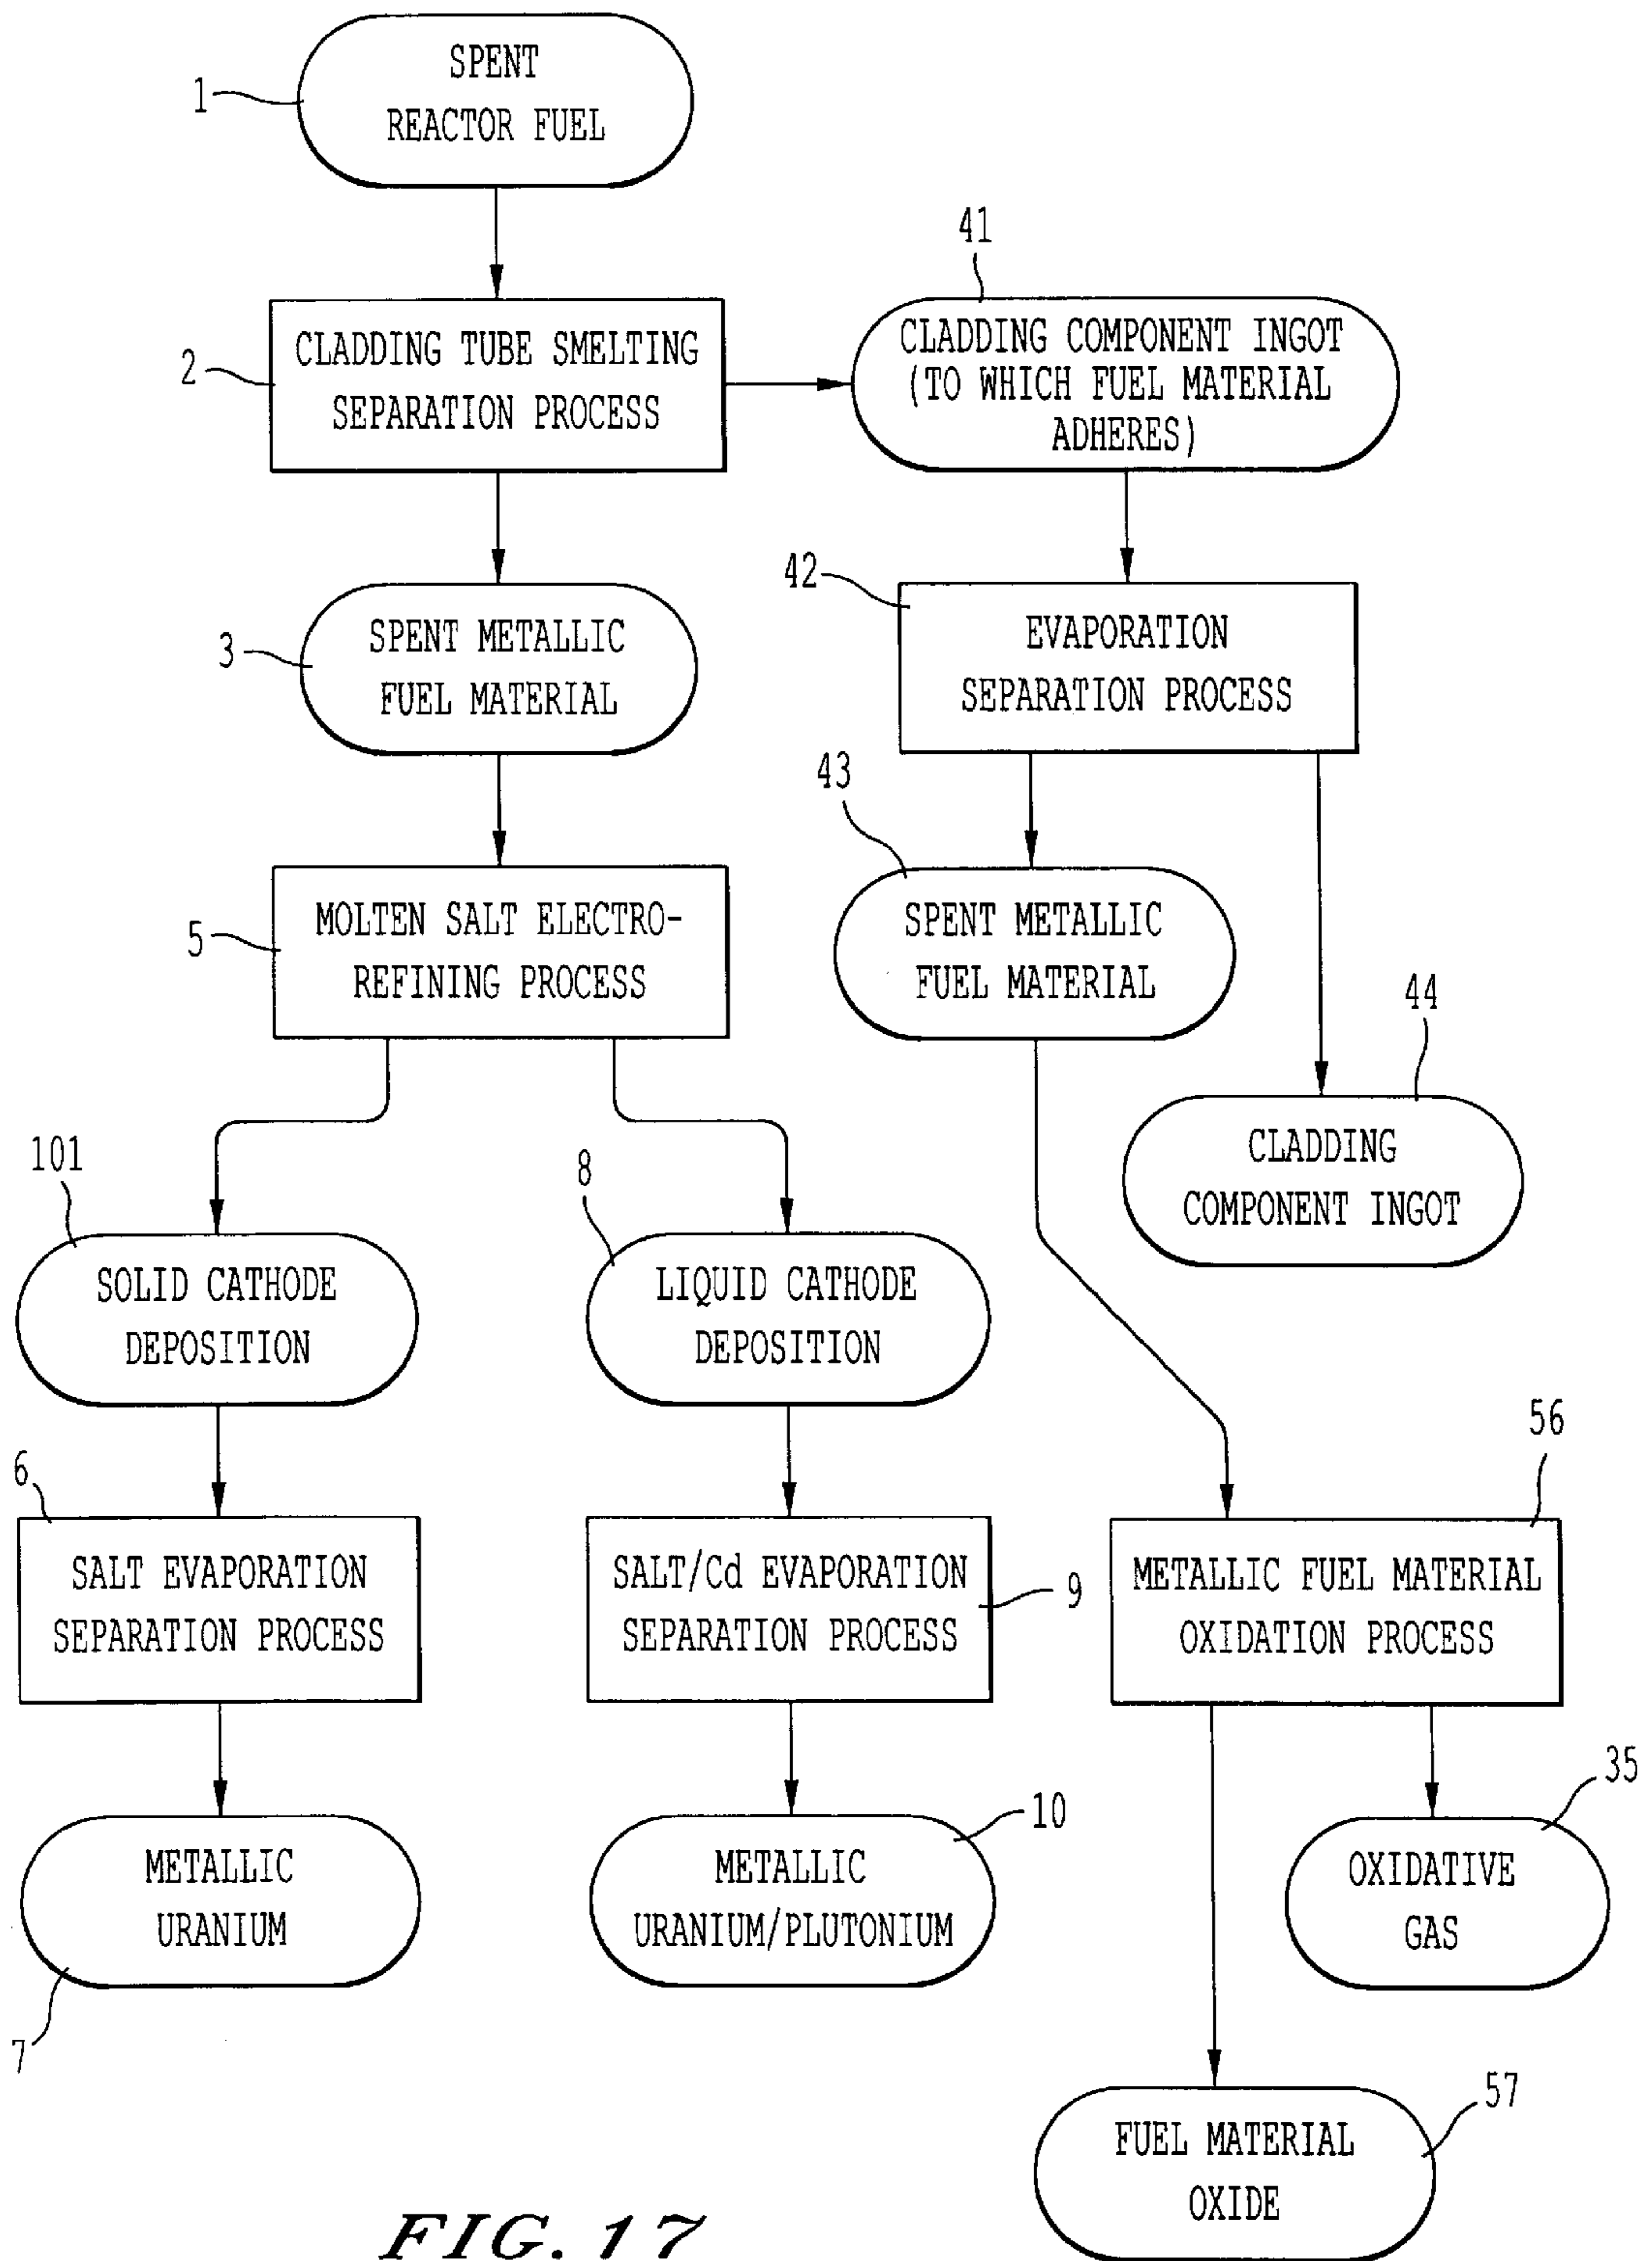 1
SPENT
REACTOR FUEL
2
CLADDING TUBE SMELTING
SEPARATION PROCESS
41
CLADDING COMPONENT INGOT
(TO WHICH FUEL MATERIAL
ADHERES)
3
SPENT METALLIC
FUEL MATERIAL
42
EVAPORATION
SEPARATION PROCESS
5
MOLTEN SALT ELECTRO-
REFINING PROCESS
43
SPENT METALLIC
FUEL MATERIAL
44
CLADDING
COMPONENT INGOT
101
SOLID CATHODE
DEPOSITION
8
LIQUID CATHODE
DEPOSITION
6
SALT EVAPORATION
SEPARATION PROCESS
SALT/Cd EVAPORATION
SEPARATION PROCESS
9
56
METALLIC FUEL MATERIAL
OXIDATION PROCESS
METALLIC
URANIUM
7
METALLIC
URANIUM/PLUTONIUM
10
35
OXIDATIVE
GAS
57
FUEL MATERIAL
OXIDE
FIG. 17